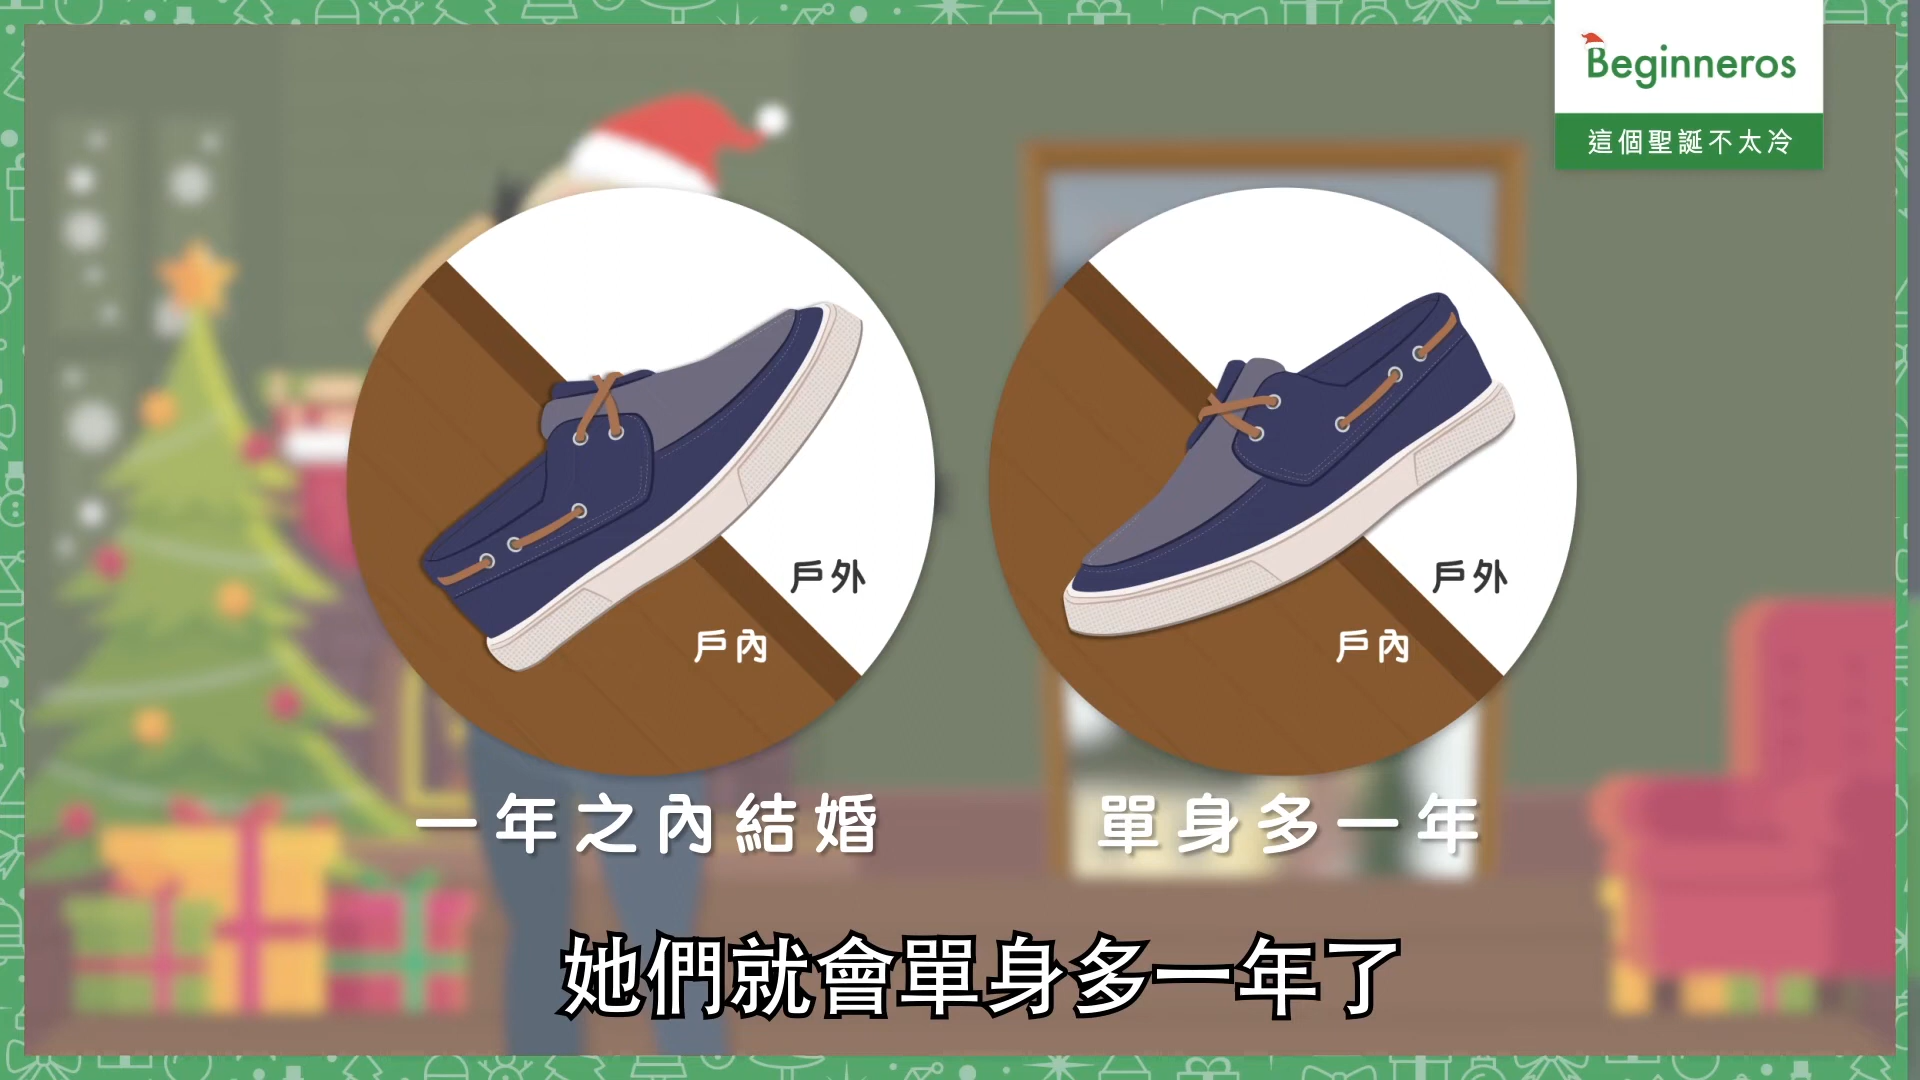 Beginneros
這個聖誕不太冷
戶外
戶內
戶外
戶內
一年之內結婚
單身多一年
她們就會單身多一年了